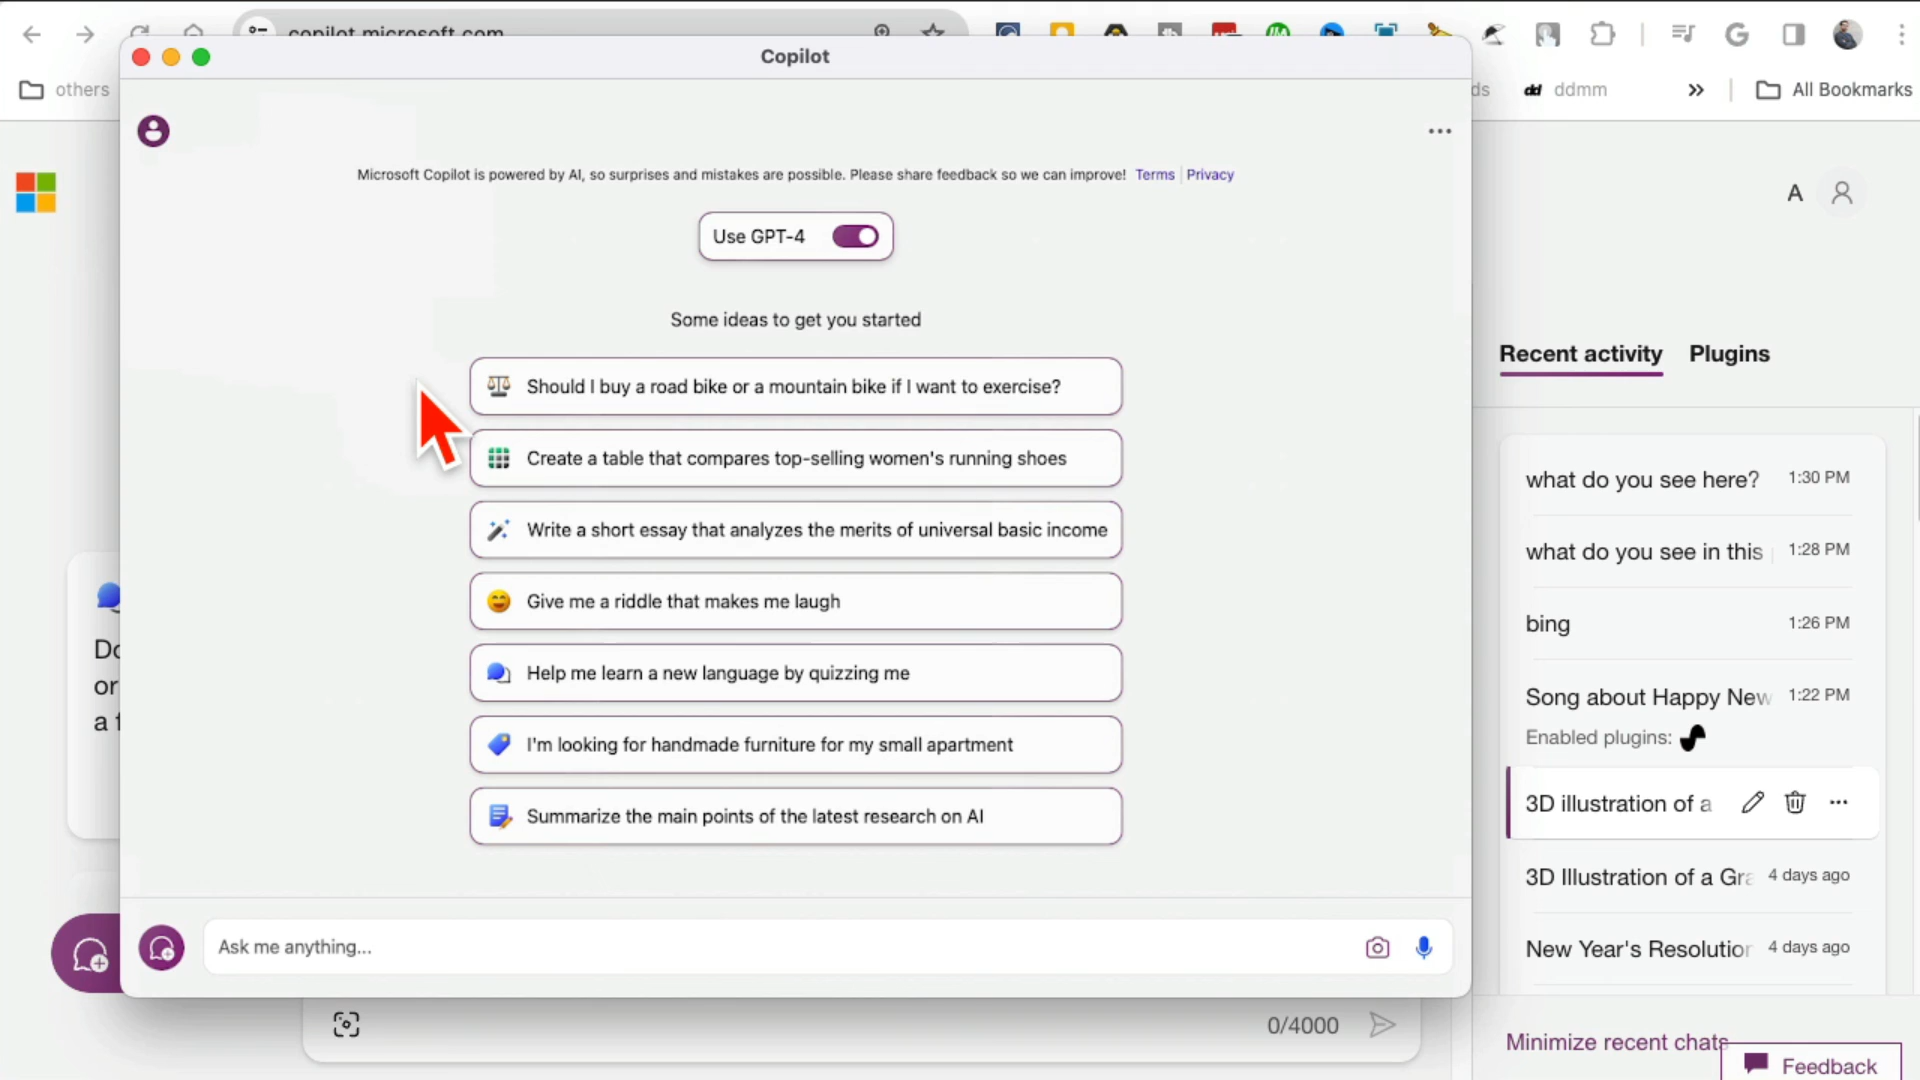 copilot.microsoft.com
Copilot
others
ds
ddmm
All Bookmarks
Microsoft Copilot is powered by AI, so surprises and mistakes are possible. Please share feedback so we can improve! Terms Privacy
Use GPT-4
A
Some ideas to get you started
Recent activity Plugins
Should I buy a road bike or a mountain bike if I want to exercise?
Create a table that compares top-selling women's running shoes
Write a short essay that analyzes the merits of universal basic income
Give me a riddle that makes me laugh
Help me learn a new language by quizzing me
I'm looking for handmade furniture for my small apartment
Summarize the main points of the latest research on AI
Do
or
a f
what do you see here? 1:30 PM
what do you see in this 1:28 PM
bing 1:26 PM
Song about Happy New 1:22 PM
Enabled plugins:
3D illustration of a
3D Illustration of a Gra 4 days ago
New Year's Resolution 4 days ago
Ask me anything...
0/4000
Minimize recent chats
Feedback